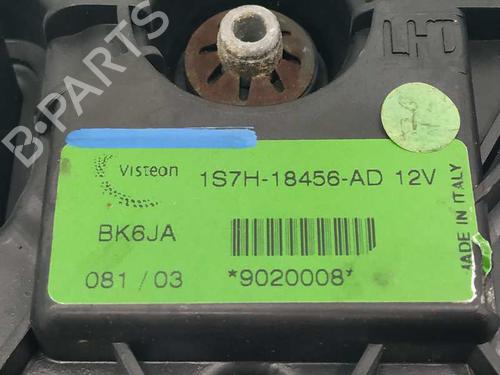 LHD
B-PARTS
Visteon
1S7H-18456-AD 12V
BK6JA
081 / 03
*9020008*
MADE IN ITALY